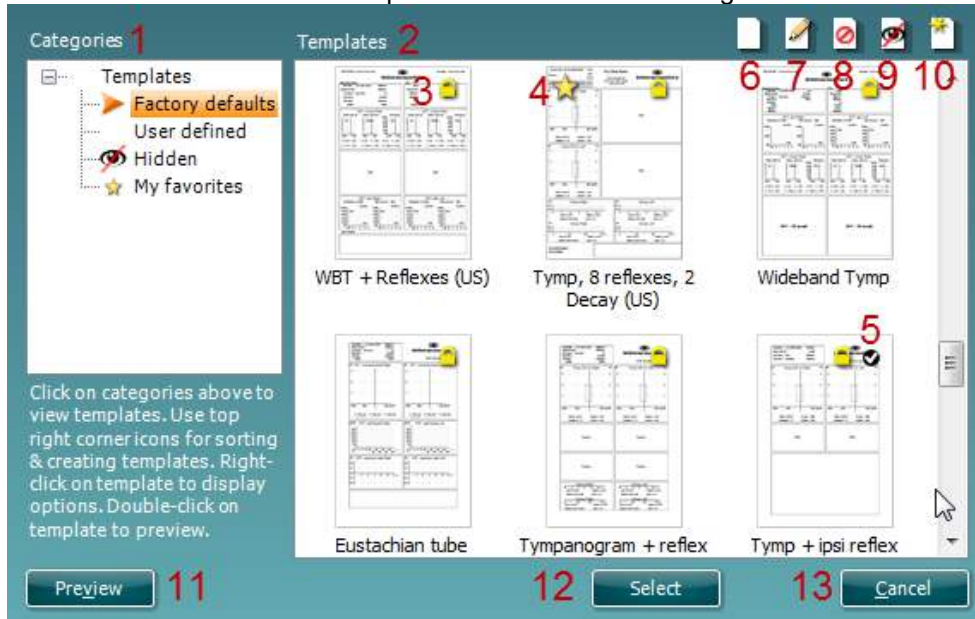 Categories 1
Templates 2
6 7 8 9 10
Templates
Factory defaults
User defined
Hidden
My favorites
3
4
WBT + Reflexes (US)
Tymp, 8 reflexes, 2
Decay (US)
Wideband Tymp
5
Eustachian tube
Tympanogram + reflex
Tymp + ipsi reflex
Click on categories above to
view templates. Use top
right corner icons for sorting
& creating templates. Right-
click on template to display
options. Double-click on
template to preview.
Preview 11
12 Select
13 Cancel